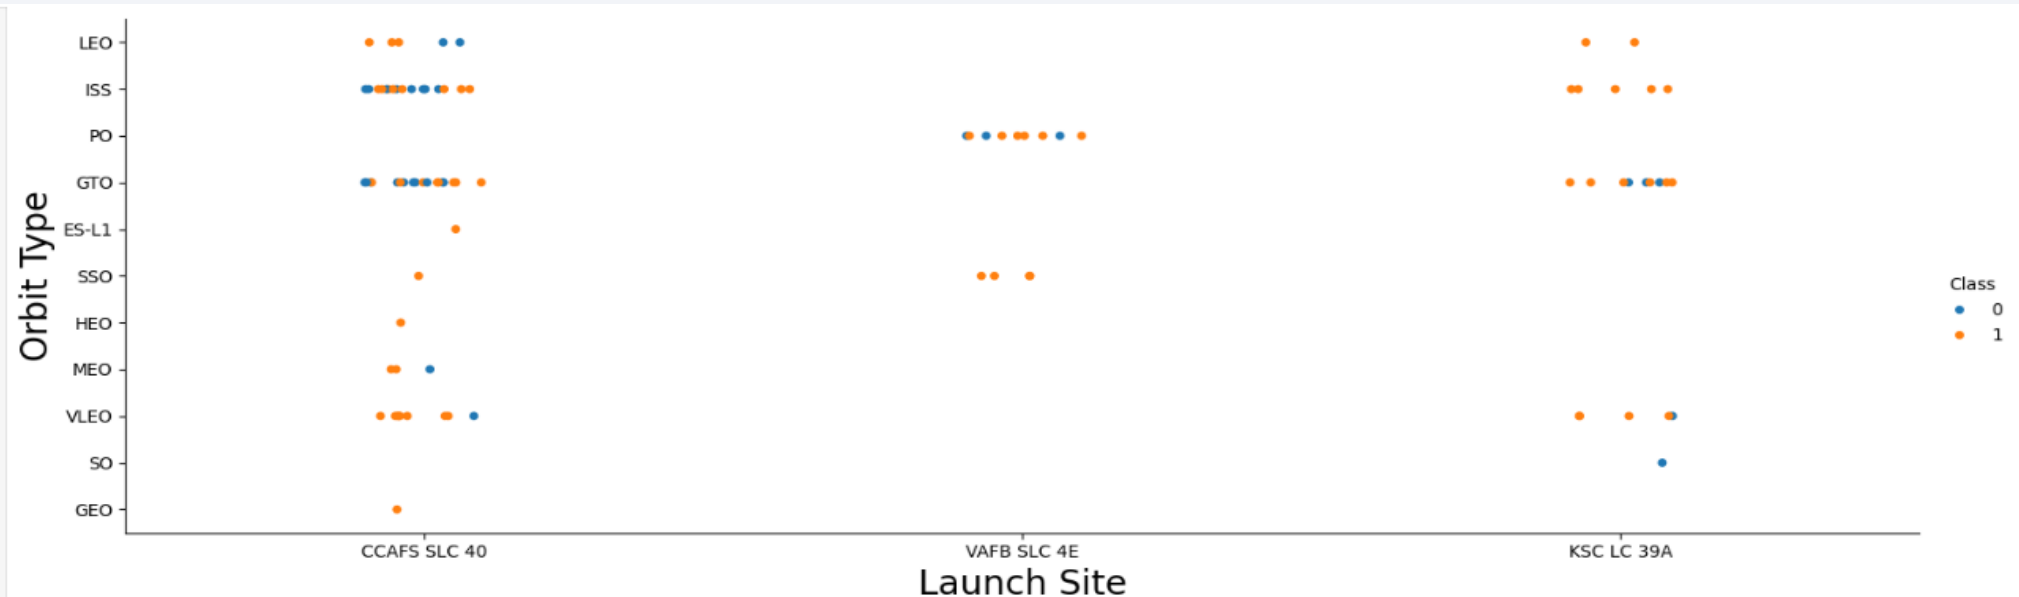 LEO
ISS
PO
GTO
ES-L1
SSO
HEO
MEO
VLEO
SO
GEO
Orbit Type
CCAFS SLC 40
VAFB SLC 4E
KSC LC 39A
Launch Site
Class
0
1